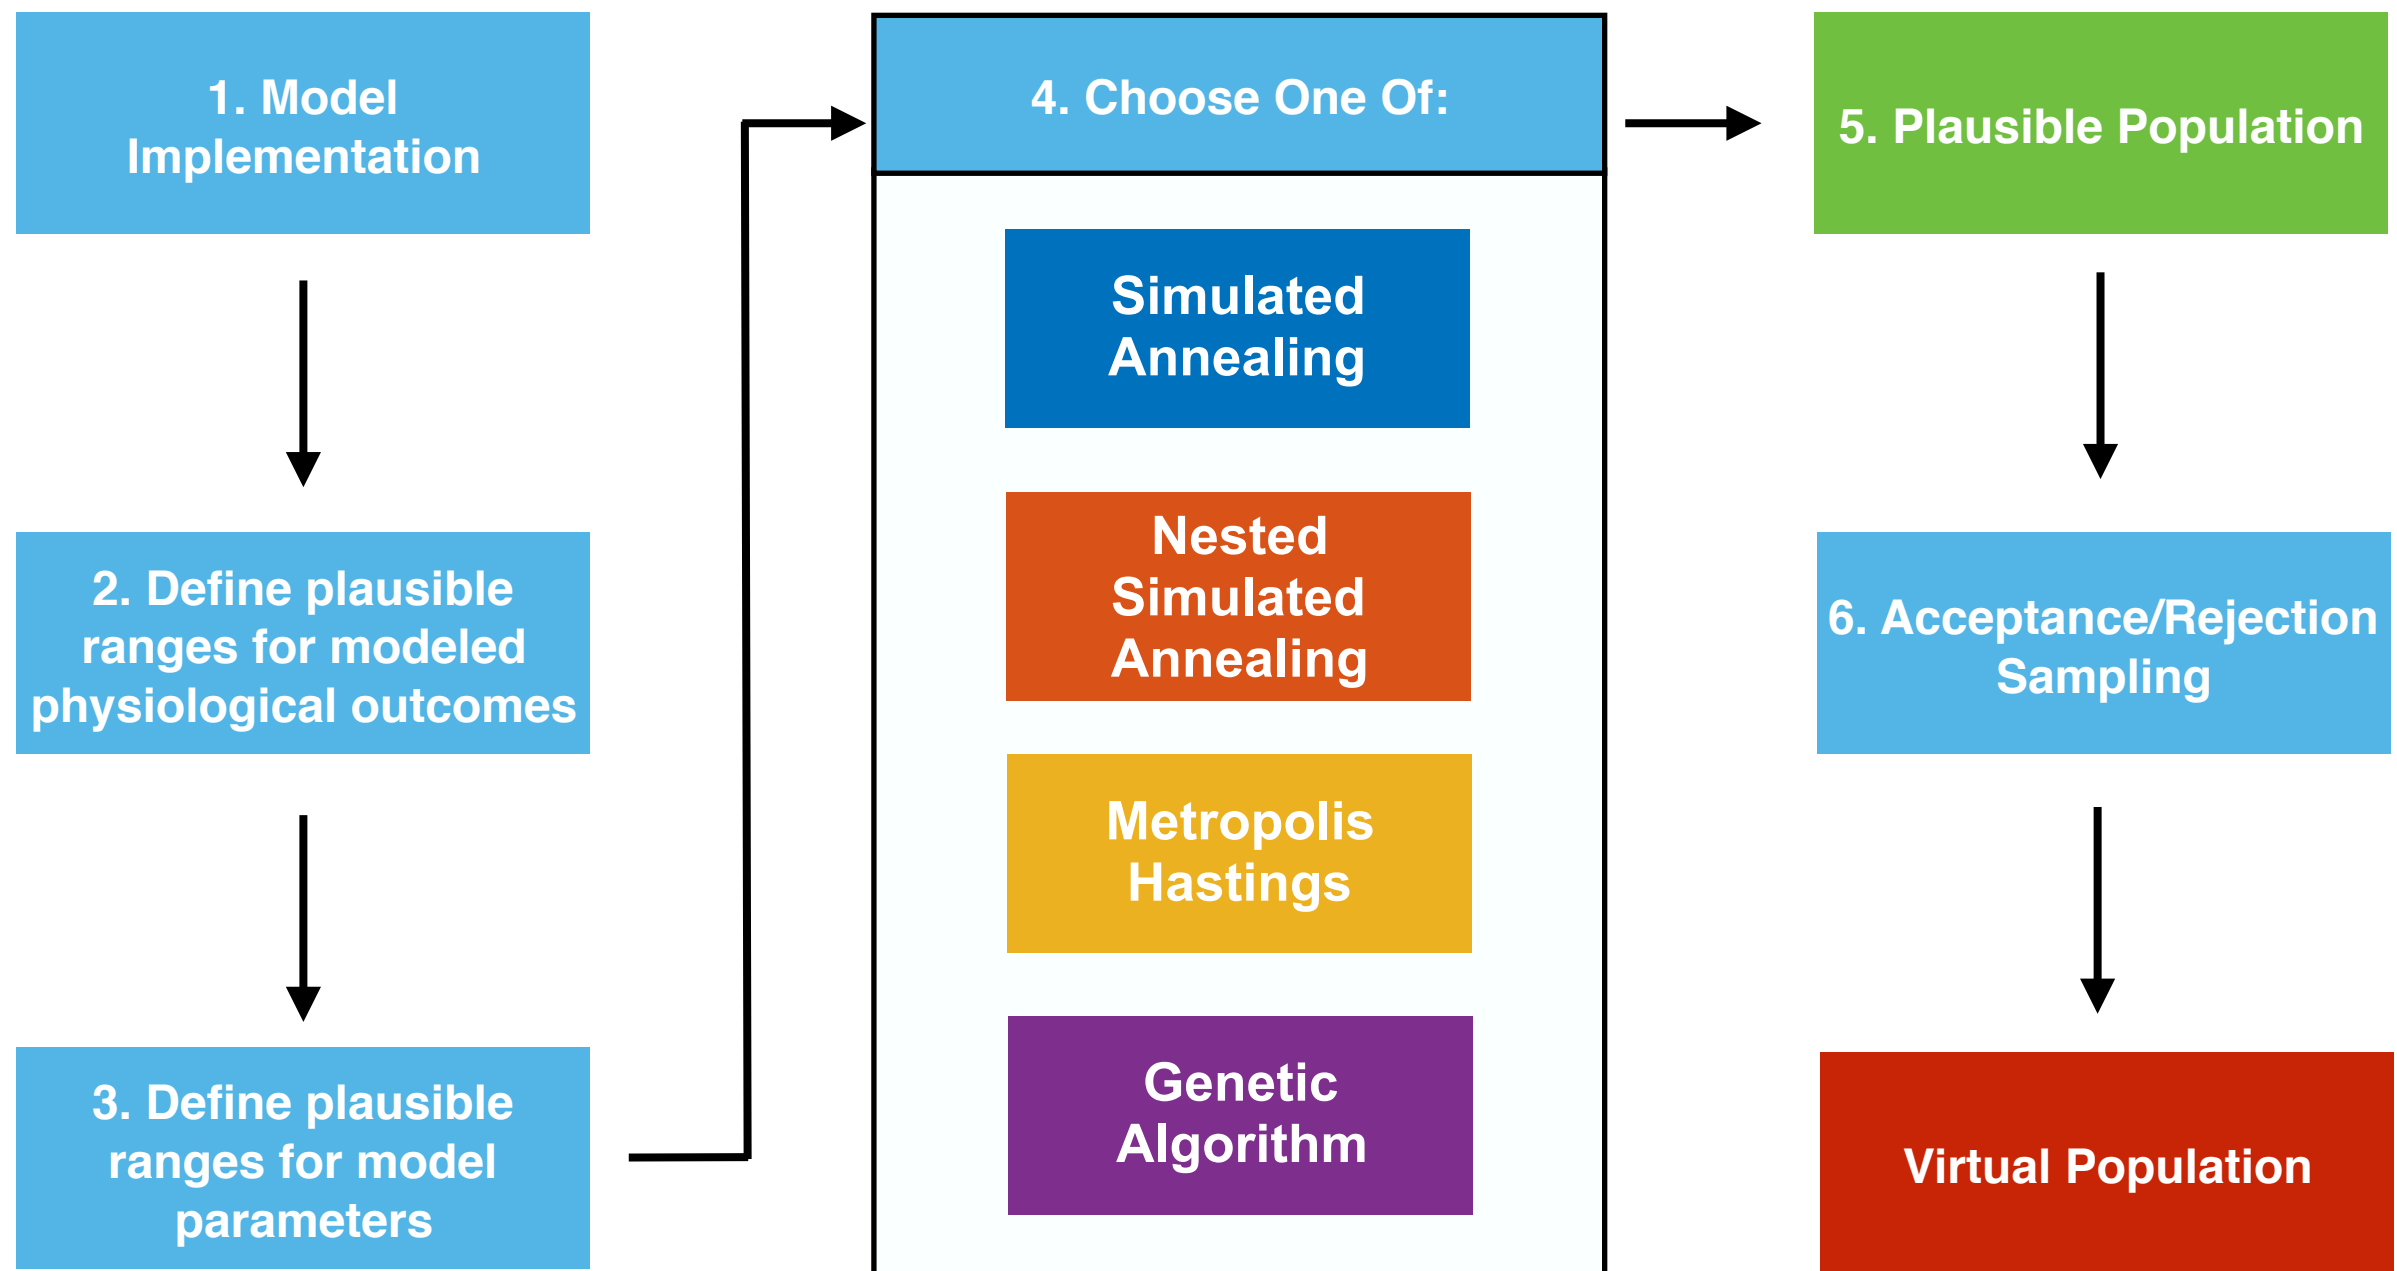 1. Model
Implementation
2. Define plausible
ranges for modeled
physiological outcomes
3. Define plausible
ranges for model
parameters
4. Choose One Of:
Simulated
Annealing
Nested
Simulated
Annealing
Metropolis
Hastings
Genetic
Algorithm
5. Plausible Population
6. Acceptance/Rejection
Sampling
Virtual Population